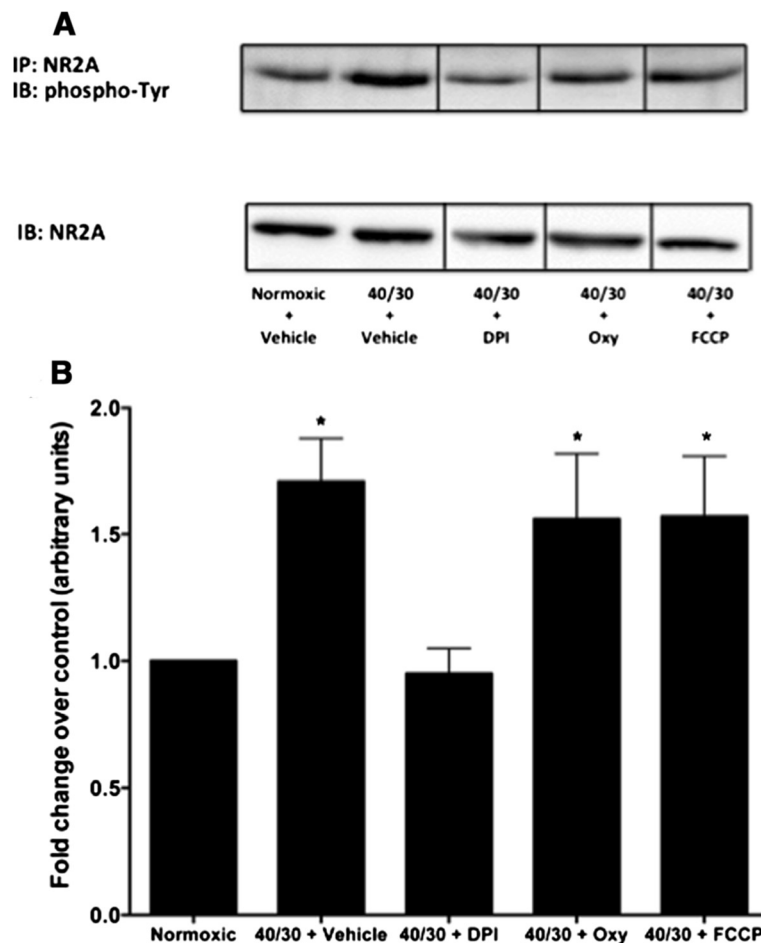 A
IP: NR2A
IB: phospho-Tyr
IB: NR2A
Normoxic 40/30 40/30 40/30 40/30
+ + + + +
Vehicle Vehicle DPI Oxy FCCP
B
Fold change over control (arbitrary units)
2.0
1.5
1.0
0.5
0.0
* * *
Normoxic 40/30 + Vehicle 40/30 + DPI 40/30 + Oxy 40/30 + FCCP